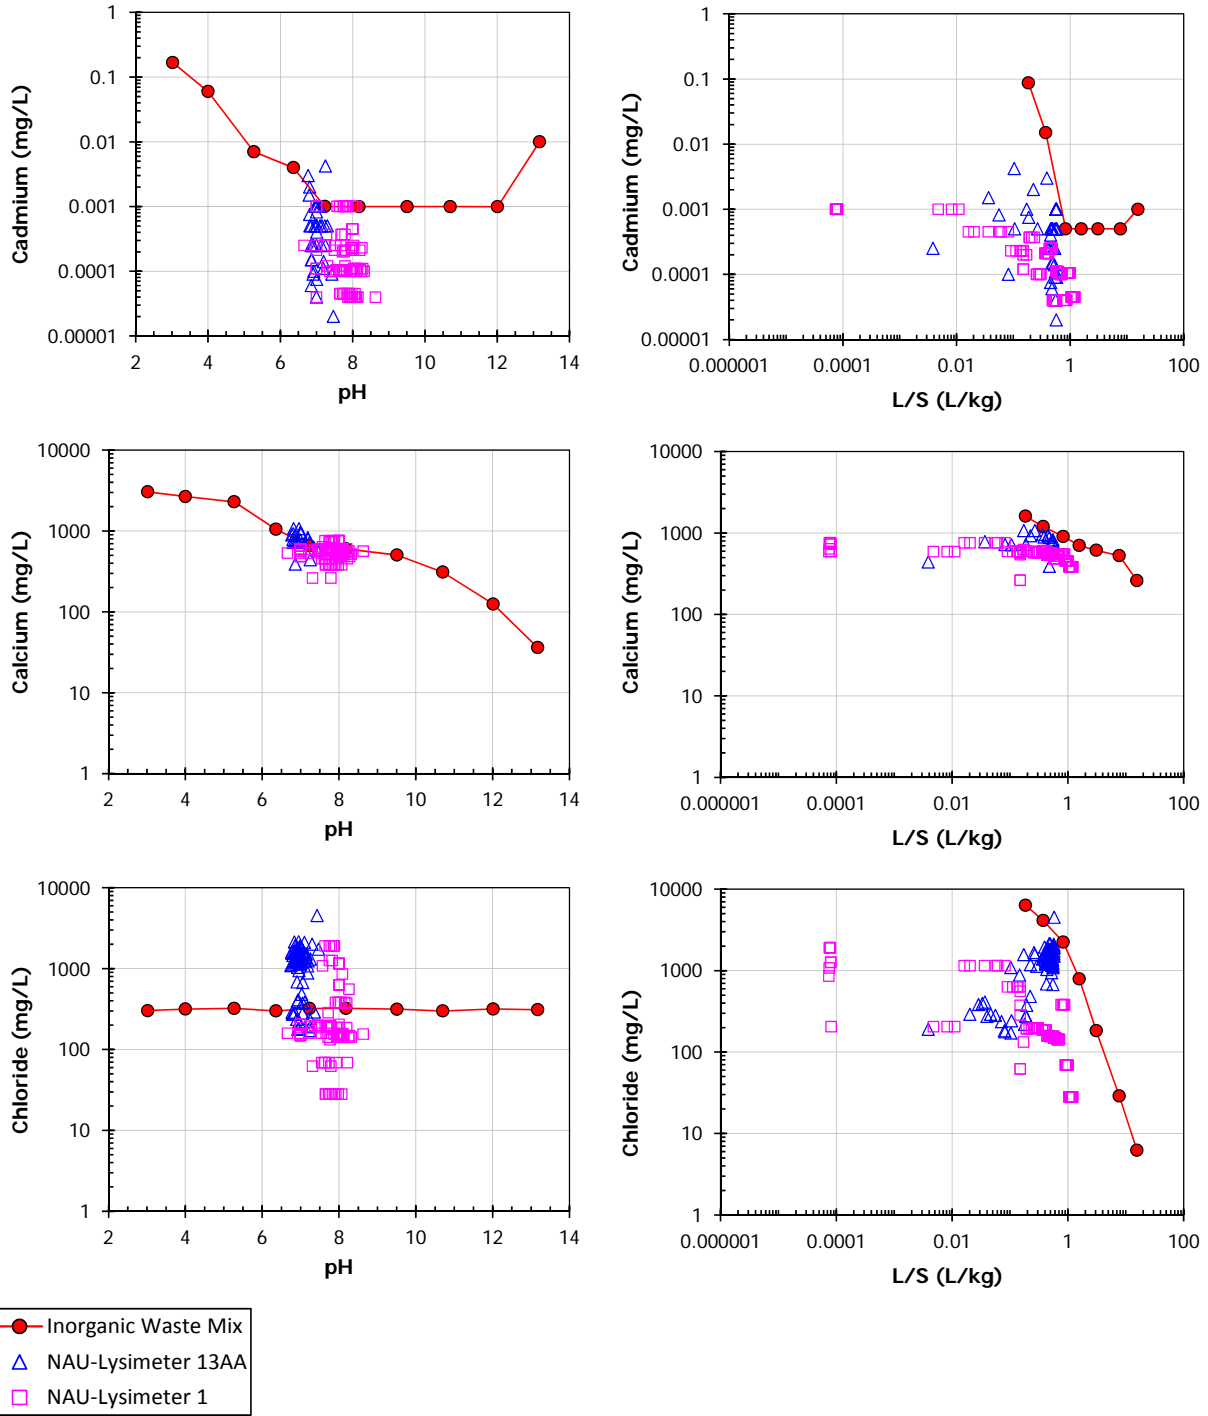 1
0.1
0.01
0.001
0.0001
0.00001
Cadmium (mg/L)
2 4 6 8 10 12 14
pH
1
0.1
0.01
0.001
0.0001
0.00001
Cadmium (mg/L)
0.000001 0.0001 0.01 1 100
L/S (L/kg)
10000
1000
100
10
1
Calcium (mg/L)
2 4 6 8 10 12 14
pH
10000
1000
100
10
1
Calcium (mg/L)
0.000001 0.0001 0.01 1 100
L/S (L/kg)
10000
1000
100
10
1
Chloride (mg/L)
2 4 6 8 10 12 14
pH
10000
1000
100
10
1
Chloride (mg/L)
0.000001 0.0001 0.01 1 100
L/S (L/kg)
Inorganic Waste Mix
NAU-Lysimeter 13AA
NAU-Lysimeter 1